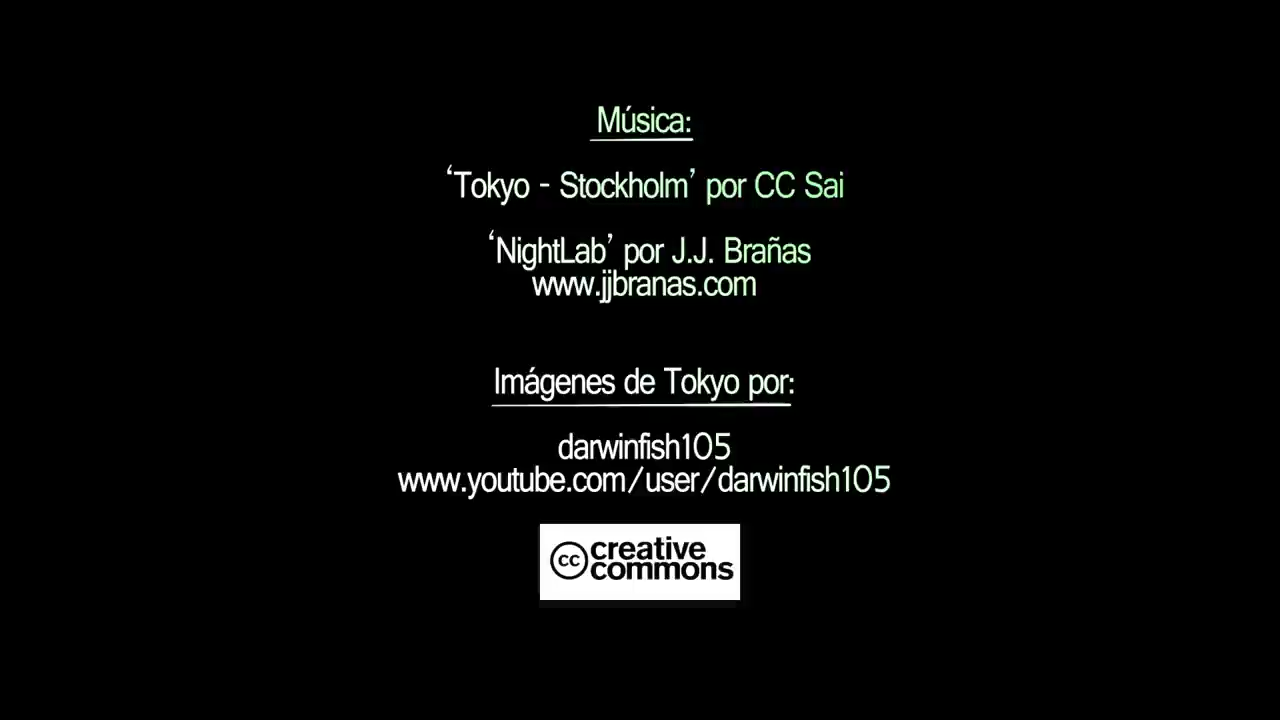 Música:
‘Tokyo - Stockholm’ por CC Sai
‘NightLab’ por J.J. Brañas
www.jjbranas.com
Imágenes de Tokyo por:
darwinfish105
www.youtube.com/user/darwinfish105
cc creative
commons